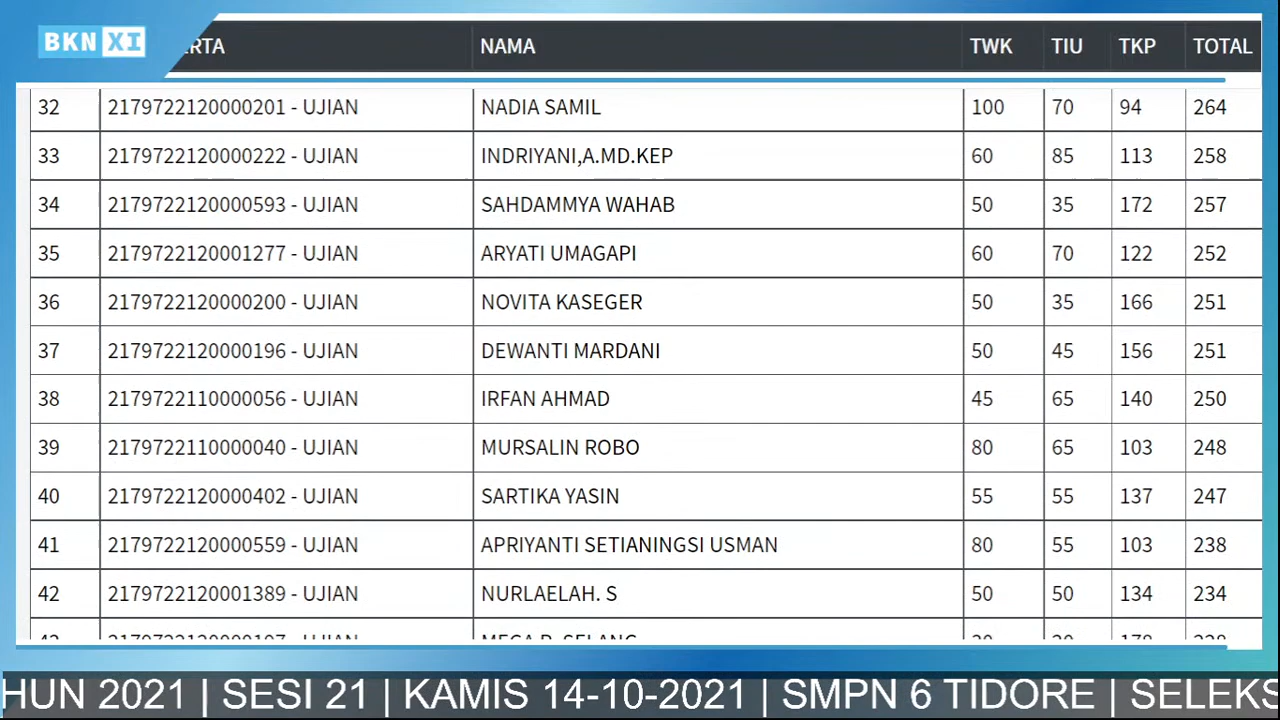 BKN XI
ERTA NAMA TWK TIU TKP TOTAL
32 2179722120000201 - UJIAN NADIA SAMIL 100 70 94 264
33 2179722120000222 - UJIAN INDRIYANI,A.MD.KEP 60 85 113 258
34 2179722120000593 - UJIAN SAHDAMMYA WAHAB 50 35 172 257
35 2179722120001277 - UJIAN ARYATI UMAGAPI 60 70 122 252
36 2179722120000200 - UJIAN NOVITA KASEGER 50 35 166 251
37 2179722120000196 - UJIAN DEWANTI MARDANI 50 45 156 251
38 2179722110000056 - UJIAN IRFAN AHMAD 45 65 140 250
39 2179722110000040 - UJIAN MURSALIN ROBO 80 65 103 248
40 2179722120000402 - UJIAN SARTIKA YASIN 55 55 137 247
41 2179722120000559 - UJIAN APRIYANTI SETIANINGSI USMAN 80 55 103 238
42 2179722120001389 - UJIAN NURLAELAH. S 50 50 134 234
HUN 2021 | SESI 21 | KAMIS 14-10-2021 | SMPN 6 TIDORE | SELEKS